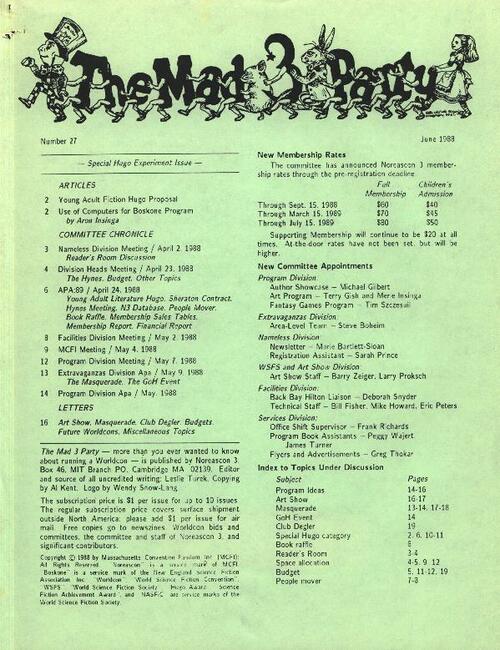 The Mad 3 Party
Number 27
June 1988
— Special Hugo Experiment Issue —
ARTICLES
2 Young Adult Fiction Hugo Proposal
2 Use of Computers for Boskone Program
by Aron Insinga
COMMITTEE CHRONICLE
3 Nameless Division Meeting / April 2, 1988
Reader's Room Discussion
4 Division Heads Meeting / April 23, 1988
The Hynes, Budget, Other Topics
6 APA:89 / April 24, 1988
Young Adult Literature Hugo, Sheraton Contract,
Hynes Meeting, N3 Database, People Mover,
Book Raffle, Membership Sales Tables,
Membership Report, Financial Report
8 Facilities Division Meeting / May 2, 1988
9 MCFI Meeting / May 4, 1988
12 Program Division Meeting / May 7, 1988
13 Extravaganzas Division Apa / May 9, 1988
The Masquerade, The GoH Event
14 Program Division Apa / May, 1988
LETTERS
16 Art Show, Masquerade, Club Degler, Budgets,
Future Worldcons, Miscellaneous Topics
The Mad 3 Party — more than you ever wanted to know
about running a Worldcon — is published by Noreascon 3,
Box 46, MIT Branch PO, Cambridge MA 02139. Editor
and source of all uncredited writing: Leslie Turek. Copying
by Al Kent. Logo by Wendy Snow-Lang.
The subscription price is $1 per issue for up to 10 issues.
The regular subscription price covers surface shipment
outside North America; please add $1 per issue for air
mail. Free copies go to newszines, Worldcon bids and
committees, the committee and staff of Noreascon 3, and
significant contributors.
Copyright © 1988 by Massachusetts Convention Fandom, Inc. (MCFI);
All Rights Reserved. "Noreascon" is a service mark of MCFI.
"Boskone" is a service mark of the New England Science Fiction
Association, Inc. "Worldcon", "World Science Fiction Convention",
"WSFS", "World Science Fiction Society", "Hugo Award", "Science
Fiction Achievement Award", and "NASFiC" are service marks of the
World Science Fiction Society.
New Membership Rates
The committee has announced Noreascon 3 member-
ship rates through the pre-registration deadline.
Full Children's
Membership Admission
Through Sept. 15, 1988 $60 $40
Through March 15, 1989 $70 $45
Through July 15, 1989 $80 $50
Supporting Membership will continue to be $20 at all
times. At-the-door rates have not been set, but will be
higher.
New Committee Appointments
Program Division:
Author Showcase — Michael Gilbert
Art Program — Terry Gish and Merle Insinga
Fantasy Games Program — Tim Szczesuil
Extravaganzas Division:
Area-Level Team — Steve Boheim
Nameless Division:
Newsletter — Marie Bartlett-Sloan
Registration Assistant — Sarah Prince
WSFS and Art Show Division:
Art Show Staff — Barry Zeiger, Larry Proksch
Facilities Division:
Back Bay Hilton Liaison — Deborah Snyder
Technical Staff — Bill Fisher, Mike Howard, Eric Peters
Services Division:
Office Shift Supervisor — Frank Richards
Program Book Assistants — Peggy Wajert
James Turner
Flyers and Advertisements — Greg Thokar
Index to Topics Under Discussion
Subject Pages
Program Ideas 14-16
Art Show 16-17
Masquerade 13-14, 17-18
GoH Event 14
Club Degler 19
Special Hugo category 2, 6, 10-11
Book raffle 8
Reader's Room 3-4
Space allocation 4-5, 9, 12
Budget 5, 11-12, 19
People mover 7-8